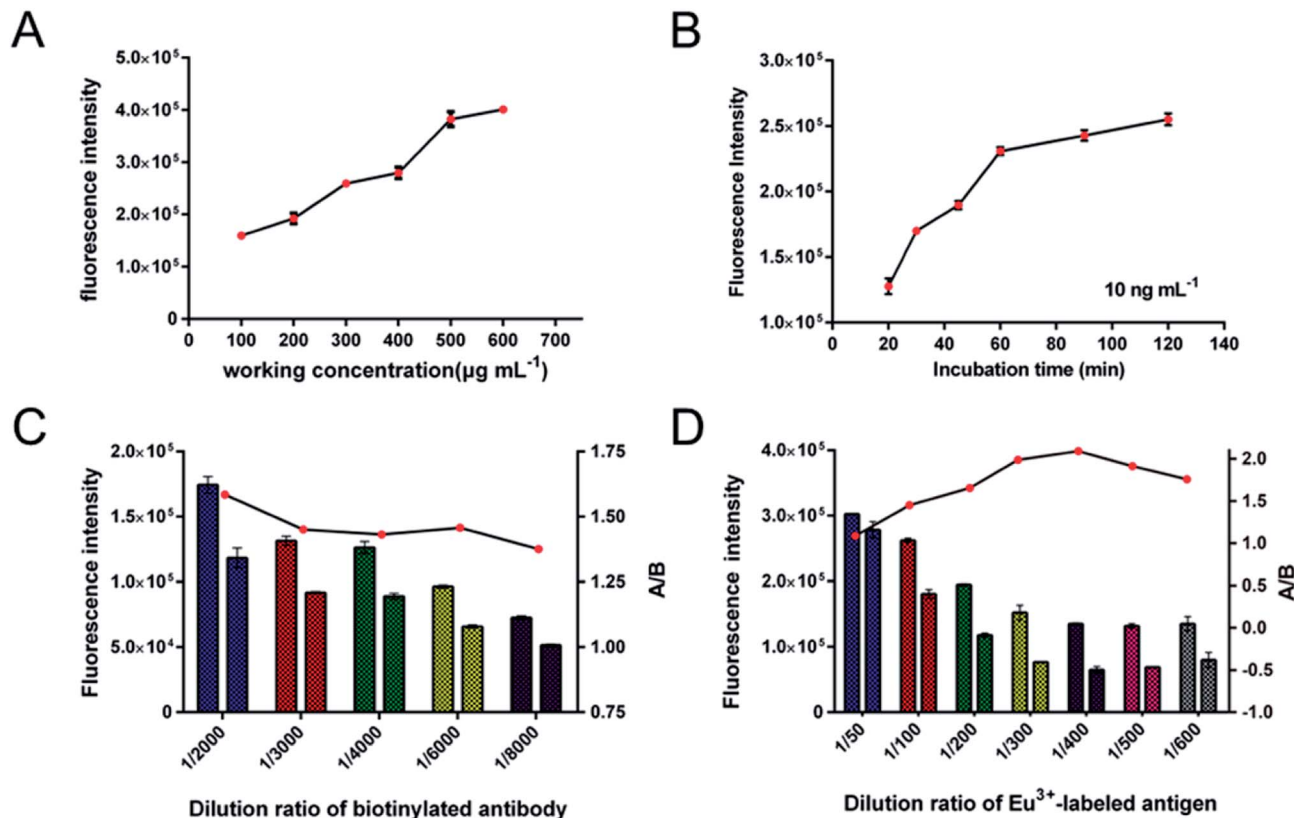 A
fluorescence intensity
5.0×10⁵
4.0×10⁵
3.0×10⁵
2.0×10⁵
1.0×10⁵
0
0 100 200 300 400 500 600 700
working concentration(µg mL⁻¹)
B
Fluorescence Intensity
3.0×10⁵
2.5×10⁵
2.0×10⁵
1.5×10⁵
1.0×10⁵
10 ng mL⁻¹
0 20 40 60 80 100 120 140
Incubation time (min)
C
Fluorescence intensity
2.0×10⁵
1.5×10⁵
1.0×10⁵
5.0×10⁴
0
1.75
1.50
1.25
1.00
0.75
A/B
1/2000 1/3000 1/4000 1/6000 1/8000
Dilution ratio of biotinylated antibody
D
Fluorescence intensity
4.0×10⁵
3.0×10⁵
2.0×10⁵
1.0×10⁵
0
2.0
1.5
1.0
0.5
0.0
-0.5
-1.0
A/B
1/50 1/100 1/200 1/300 1/400 1/500 1/600
Dilution ratio of Eu³⁺-labeled antigen